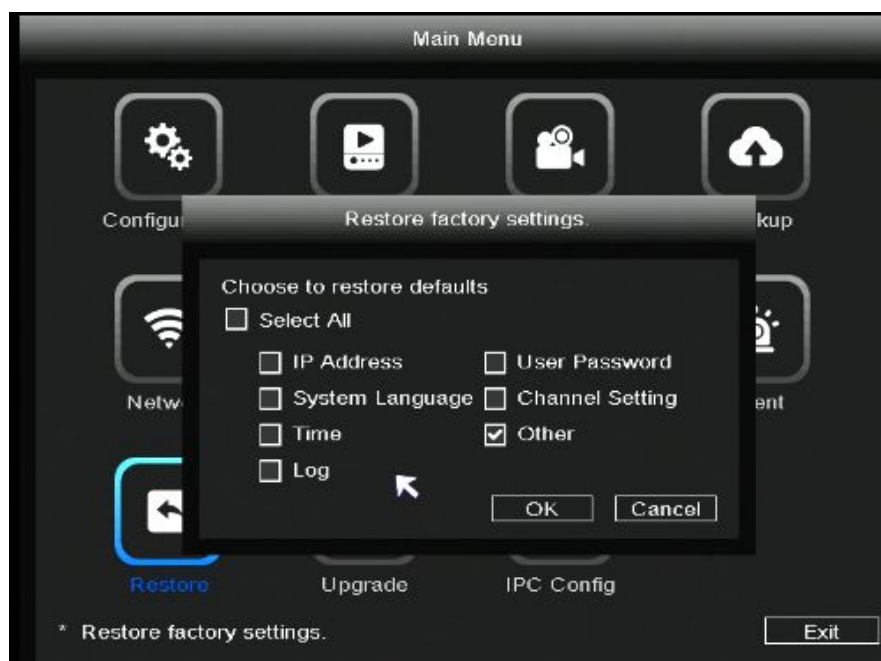 Main Menu
Configu
kup
Restore factory settings.
Choose to restore defaults
Select All
IP Address
User Password
System Language
Channel Setting
Time
Other
Log
OK
Cancel
Netw
ent
Restore
Upgrade
IPC Config
* Restore factory settings.
Exit